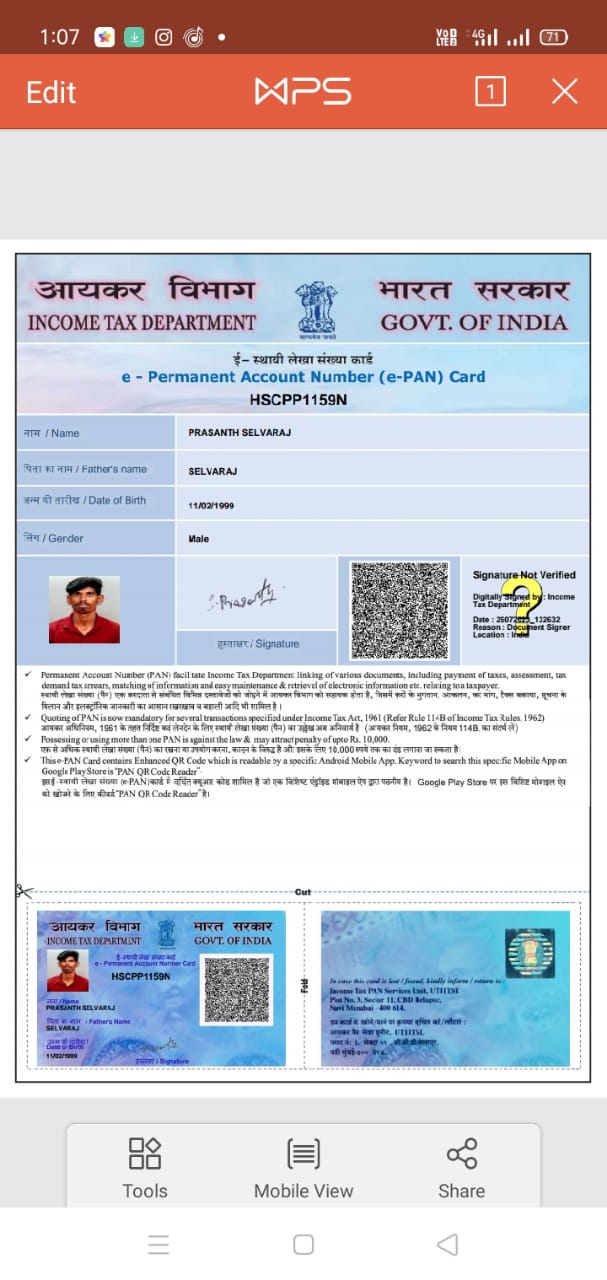 1:07
Vo LTE2 4G 71
Edit
WPS
1
आयकर विभाग
INCOME TAX DEPARTMENT
सत्यमेव जयते
भारत सरकार
GOVT. OF INDIA
ई- स्थायी लेखा संख्या कार्ड
e - Permanent Account Number (e-PAN) Card
HSCPP1159N
नाम / Name
PRASANTH SELVARAJ
पिता का नाम / Father's name
SELVARAJ
जन्म की तारीख / Date of Birth
11/02/1999
लिंग / Gender
Male
S.Prasanth
हस्ताक्षर / Signature
Signature Not Verified
Digitally Signed by: Income
Tax Department
Date : 132632
Reason : Document Signer
Location : India
Permanent Account Number (PAN) facilitate Income Tax Department linking of various documents, including payment of taxes, assessment, tax
demand tax arrears, matching of information and easy maintenance & retrieval of electronic information etc. relating to a taxpayer.
स्थायी लेखा संख्या (पैन) एक करदाता से संबंधित विभिन्न दस्तावेजों को जोड़ने में आयकर विभाग को सहायक होता है, जिसमें करों के भुगतान, आकलन, कर मांग, टैक्स बकाया, सूचना के
मिलान और इलक्ट्रॉनिक जानकारी का आसान रखरखाव व बहाली आदि भी शामिल है।
Quoting of PAN is now mandatory for several transactions specified under Income Tax Act, 1961 (Refer Rule 114B of Income Tax Rules, 1962)
आयकर अधिनियम, 1961 के तहत निर्दिष्ट कई लेनदेन के लिए स्थायी लेखा संख्या (पैन) का उल्लेख अब अनिवार्य है (आयकर नियम, 1962 के नियम 114B, का संदर्भ लें)
Possessing or using more than one PAN is against the law & may attract penalty of upto Rs. 10,000.
एक से अधिक स्थायी लेखा संख्या (पैन) का रखना या उपयोग करना, कानून के विरुद्ध है और इसके लिए 10,000 रुपये तक का दंड लगाया जा सकता है।
This e-PAN Card contains Enhanced QR Code which is readable by a specific Android Mobile App. Keyword to search this specific Mobile App on
Google Play Store is "PAN QR Code Reader"
इस ई-स्थायी लेखा संख्या (e-PAN) कार्ड में वर्धित क्यूआर कोड शामिल है जो एक विशिष्ट एंड्रॉइड मोबाइल ऐप द्वारा पठनीय है। Google Play Store पर इस विशिष्ट मोबाइल ऐप
को खोजने के लिए कीवर्ड "PAN QR Code Reader" है।
Cut
आयकर विभाग
INCOME TAX DEPARTMENT
भारत सरकार
GOVT. OF INDIA
ई-स्थायी लेखा संख्या कार्ड
e - Permanent Account Number Card
HSCPP1159N
नाम / Name
PRASANTH SELVARAJ
पिता का नाम / Father's Name
SELVARAJ
Date of Birth
11/02/1999
हस्ताक्षर / Signature
Fold
In case this card is lost / found, kindly inform / return to :
Income Tax PAN Services Unit, UTIITSL
Plot No. 3, Sector 11, CBD Belapur,
Navi Mumbai - 400 614.
इस कार्ड के खोने/पाने पर कृपया सूचित करें/लौटाएं :
आयकर पैन सेवा यूनीट, UTIITSL
प्लाट नं: ३, सेक्टर ११, सी.बी.डी.बेलापूर,
नवी मुंबई-४०० ६१४.
Tools
Mobile View
Share